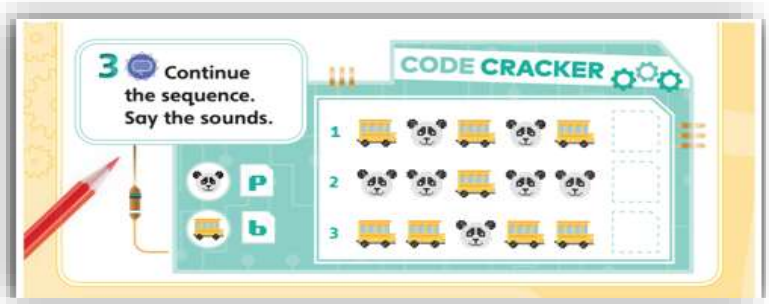 3 Continue
the sequence.
Say the sounds.
CODE CRACKER
p
b
1
2
3